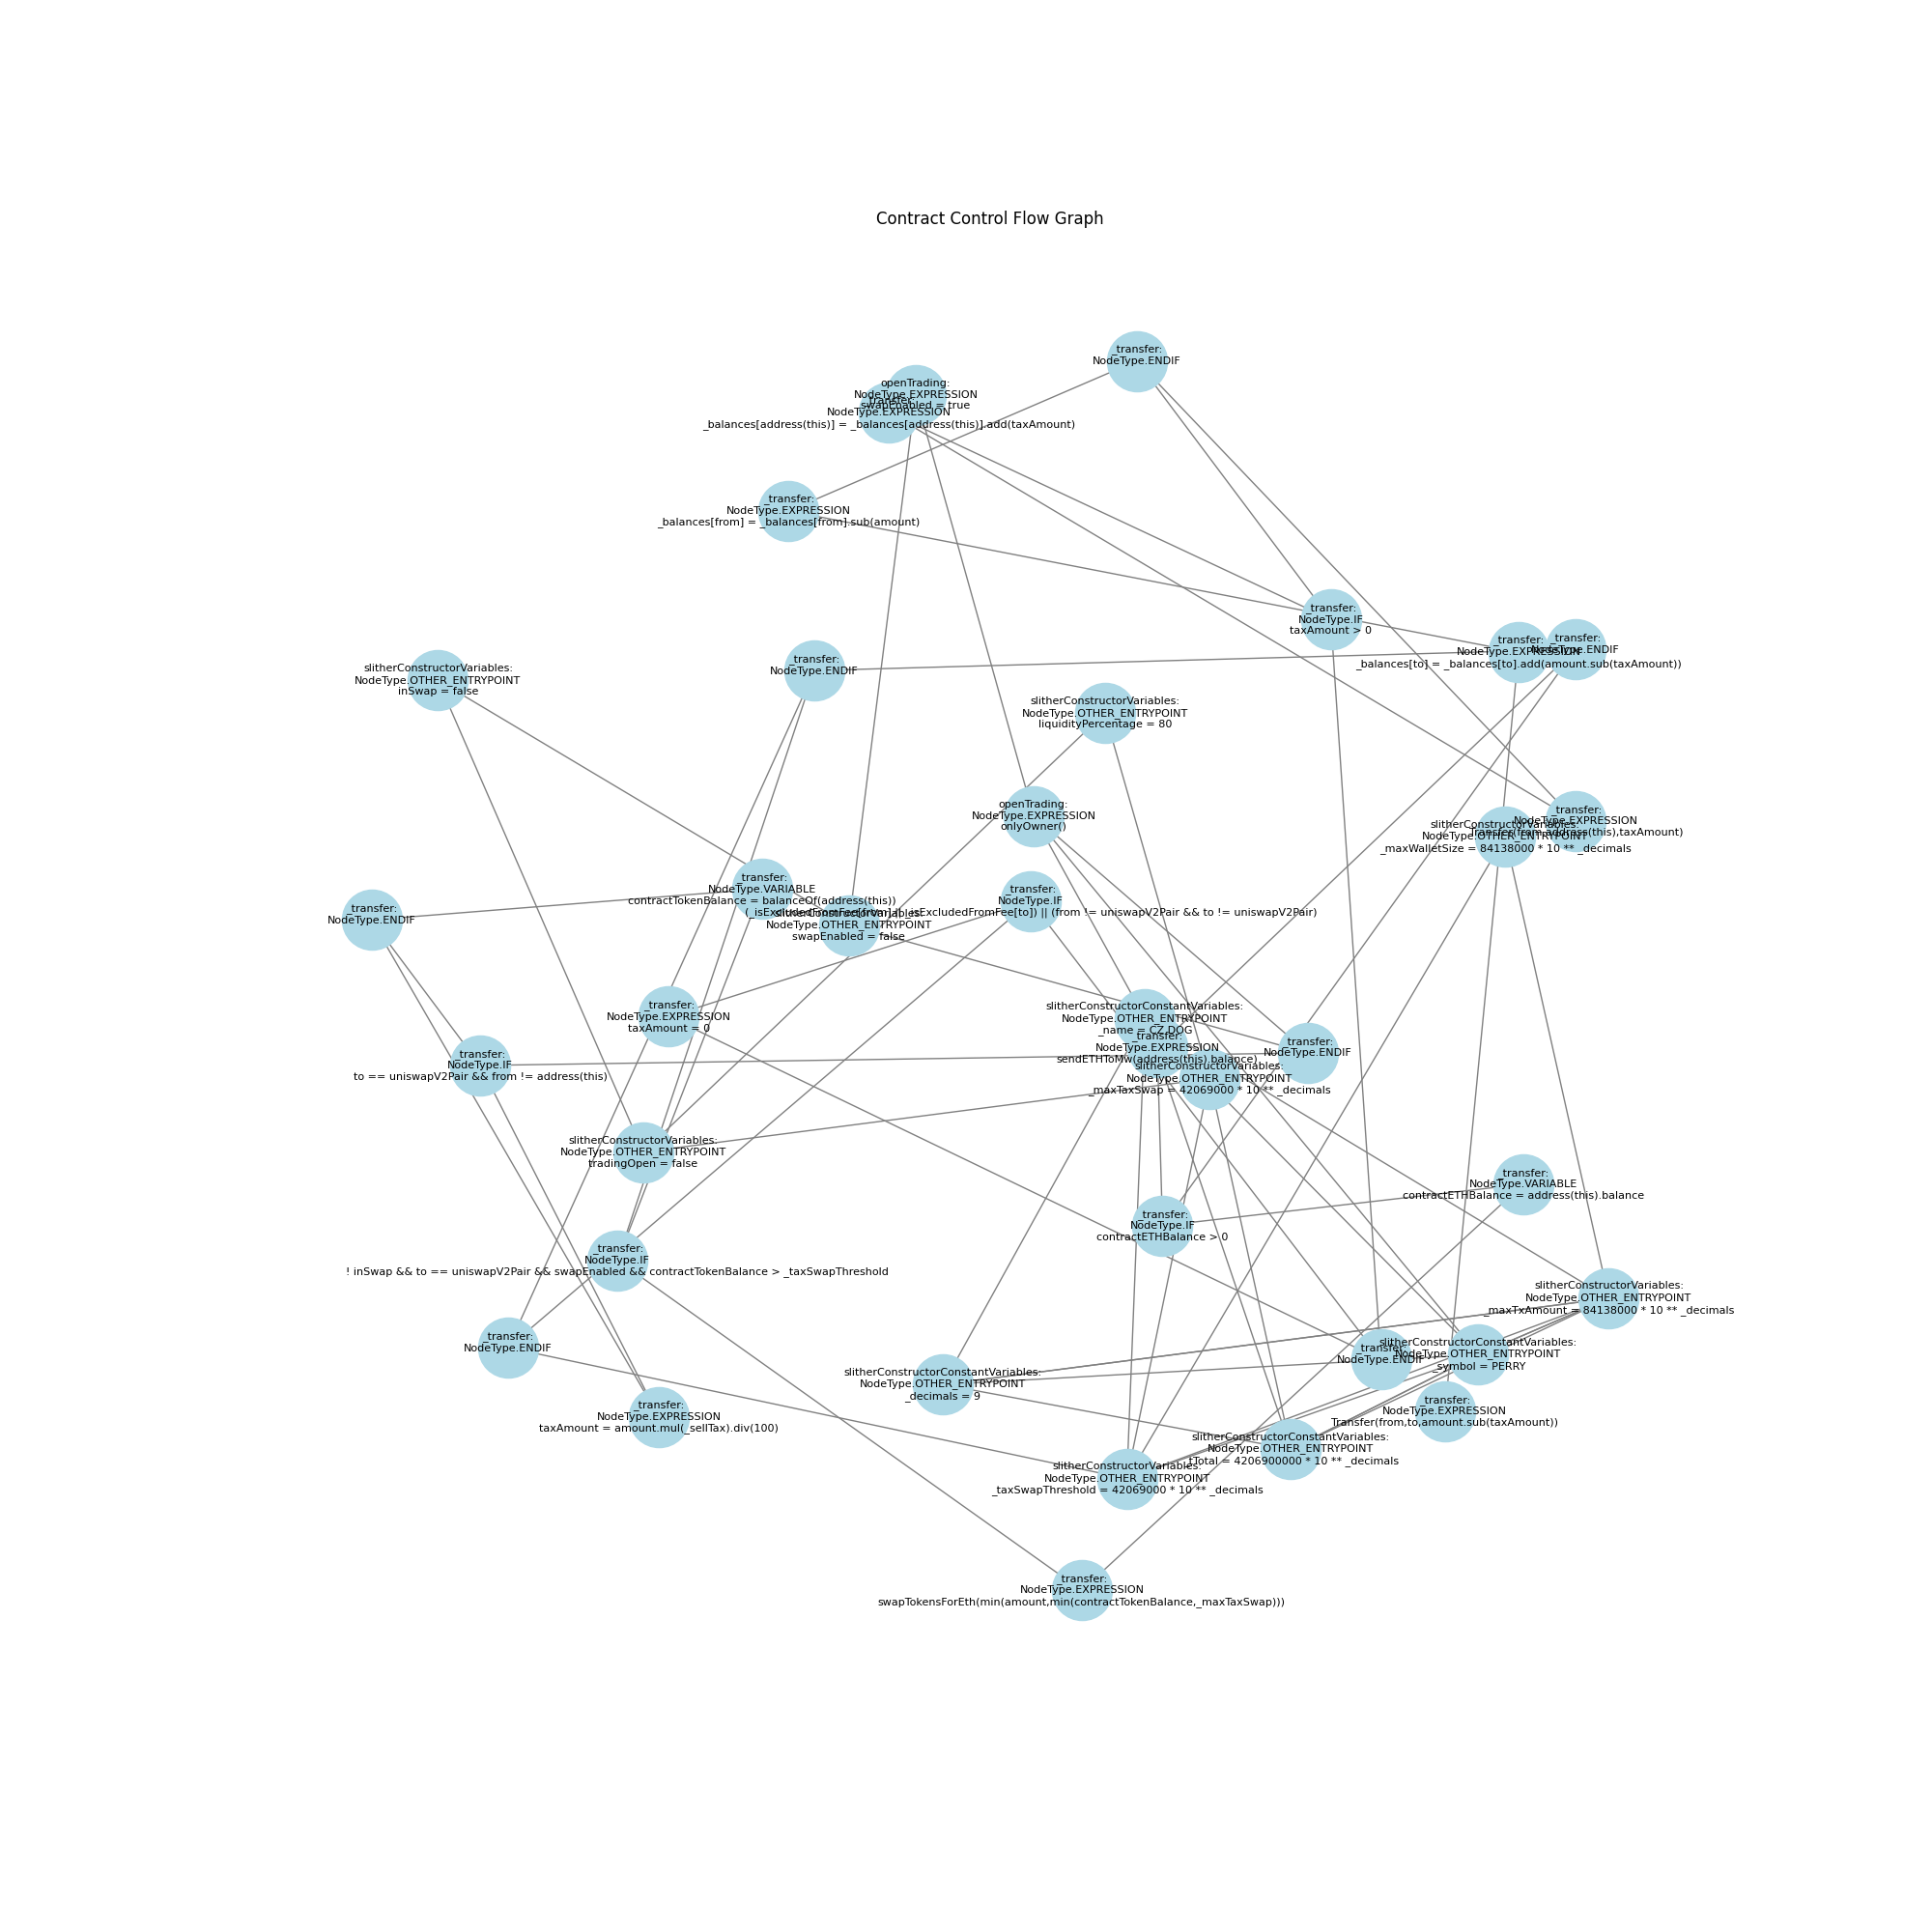 Contract Control Flow Graph
_transfer:
NodeType.ENDIF
openTrading:
NodeType.EXPRESSION
swapEnabled = true
_transfer:
NodeType.EXPRESSION
_balances[address(this)] = _balances[address(this)].add(taxAmount)
_transfer:
NodeType.EXPRESSION
_balances[from] = _balances[from].sub(amount)
_transfer:
NodeType.IF
taxAmount > 0
_transfer:
NodeType.EXPRESSION
_balances[to] = _balances[to].add(amount.sub(taxAmount))
_transfer:
NodeType.ENDIF
_transfer:
NodeType.ENDIF
slitherConstructorVariables:
NodeType.OTHER_ENTRYPOINT
inSwap = false
slitherConstructorVariables:
NodeType.OTHER_ENTRYPOINT
liquidityPercentage = 80
openTrading:
NodeType.EXPRESSION
onlyOwner()
_transfer:
NodeType.EXPRESSION
Transfer(from,address(this),taxAmount)
slitherConstructorVariables:
NodeType.OTHER_ENTRYPOINT
_maxWalletSize = 84138000 * 10 ** _decimals
_transfer:
NodeType.VARIABLE
contractTokenBalance = balanceOf(address(this))
_transfer:
NodeType.IF
(_isExcludedFromFee[from] || _isExcludedFromFee[to]) || (from != uniswapV2Pair && to != uniswapV2Pair)
slitherConstructorVariables:
NodeType.OTHER_ENTRYPOINT
swapEnabled = false
_transfer:
NodeType.ENDIF
_transfer:
NodeType.EXPRESSION
taxAmount = 0
slitherConstructorConstantVariables:
NodeType.OTHER_ENTRYPOINT
_name = CZ DOG
_transfer:
NodeType.EXPRESSION
sendETHToMw(address(this).balance)
_transfer:
NodeType.ENDIF
_transfer:
NodeType.IF
to == uniswapV2Pair && from != address(this)
slitherConstructorVariables:
NodeType.OTHER_ENTRYPOINT
_maxTaxSwap = 42069000 * 10 ** _decimals
slitherConstructorVariables:
NodeType.OTHER_ENTRYPOINT
tradingOpen = false
_transfer:
NodeType.VARIABLE
contractETHBalance = address(this).balance
_transfer:
NodeType.IF
contractETHBalance > 0
_transfer:
NodeType.IF
! inSwap && to == uniswapV2Pair && swapEnabled && contractTokenBalance > _taxSwapThreshold
slitherConstructorVariables:
NodeType.OTHER_ENTRYPOINT
_maxTxAmount = 84138000 * 10 ** _decimals
_transfer:
NodeType.ENDIF
_transfer:
NodeType.ENDIF
slitherConstructorConstantVariables:
NodeType.OTHER_ENTRYPOINT
_symbol = PERRY
slitherConstructorConstantVariables:
NodeType.OTHER_ENTRYPOINT
_decimals = 9
_transfer:
NodeType.EXPRESSION
Transfer(from,to,amount.sub(taxAmount))
_transfer:
NodeType.EXPRESSION
taxAmount = amount.mul(_sellTax).div(100)
slitherConstructorConstantVariables:
NodeType.OTHER_ENTRYPOINT
_tTotal = 4206900000 * 10 ** _decimals
slitherConstructorVariables:
NodeType.OTHER_ENTRYPOINT
_taxSwapThreshold = 42069000 * 10 ** _decimals
_transfer:
NodeType.EXPRESSION
swapTokensForEth(min(amount,min(contractTokenBalance,_maxTaxSwap)))